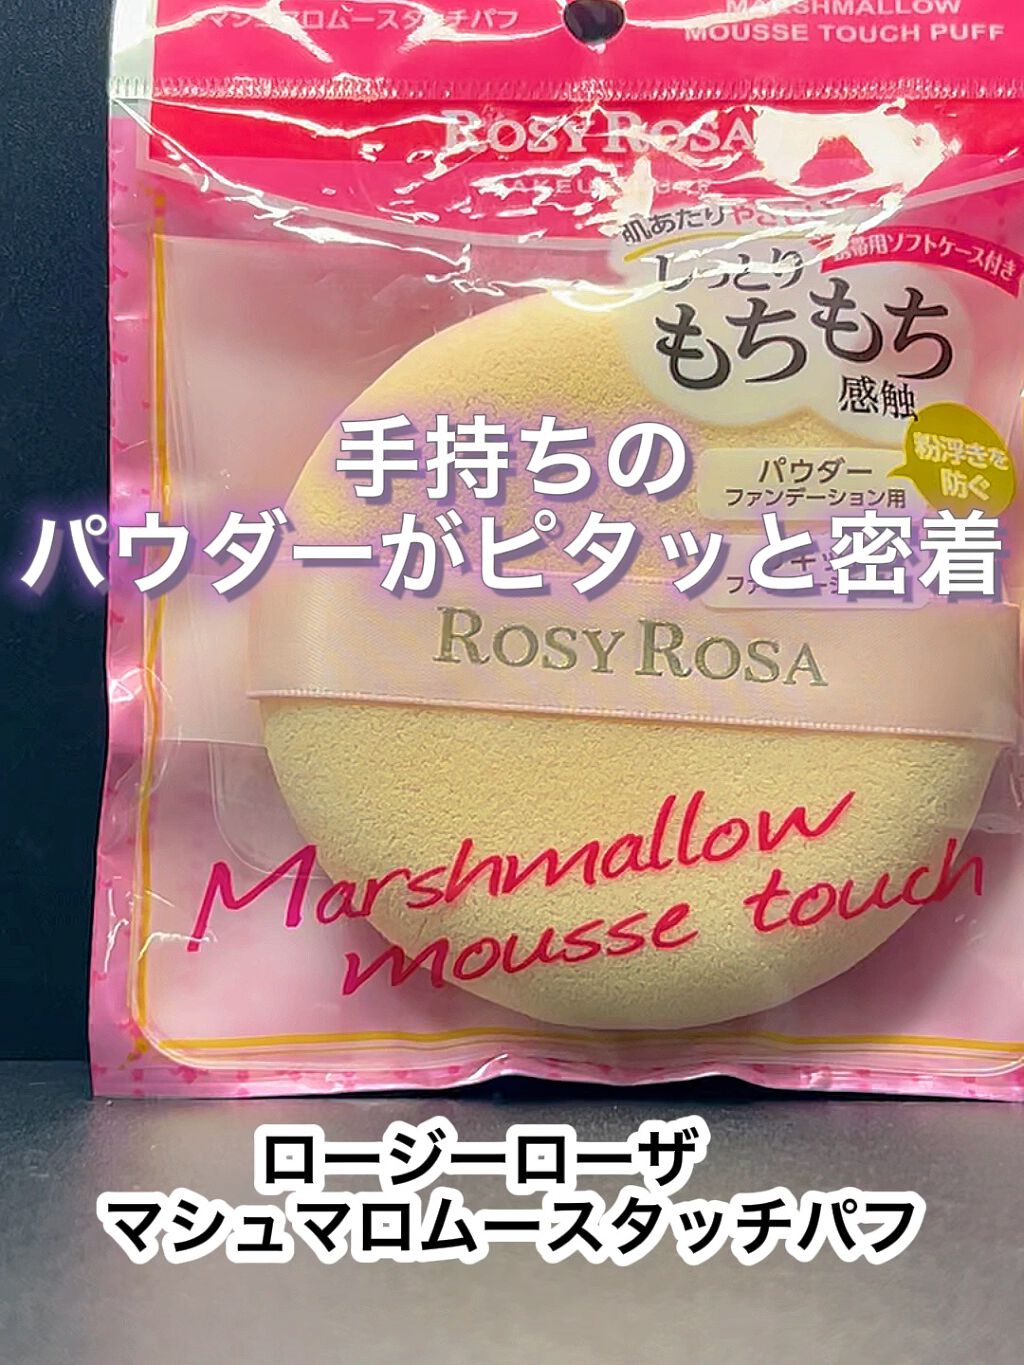 マシュマロムースタッチパフ
MARSHMALLOW
MOUSSE TOUCH PUFF
ROSY ROSA
肌あたりやさしい
携帯用ソフトケース付き
しっとり
もちもち
感触
粉浮きを
防ぐ
パウダー
ファンデーション用
手持ちの
パウダーがピタッと密着
ROSY ROSA
Marshmallow
mousse touch
ロージーローザ
マシュマロムースタッチパフ